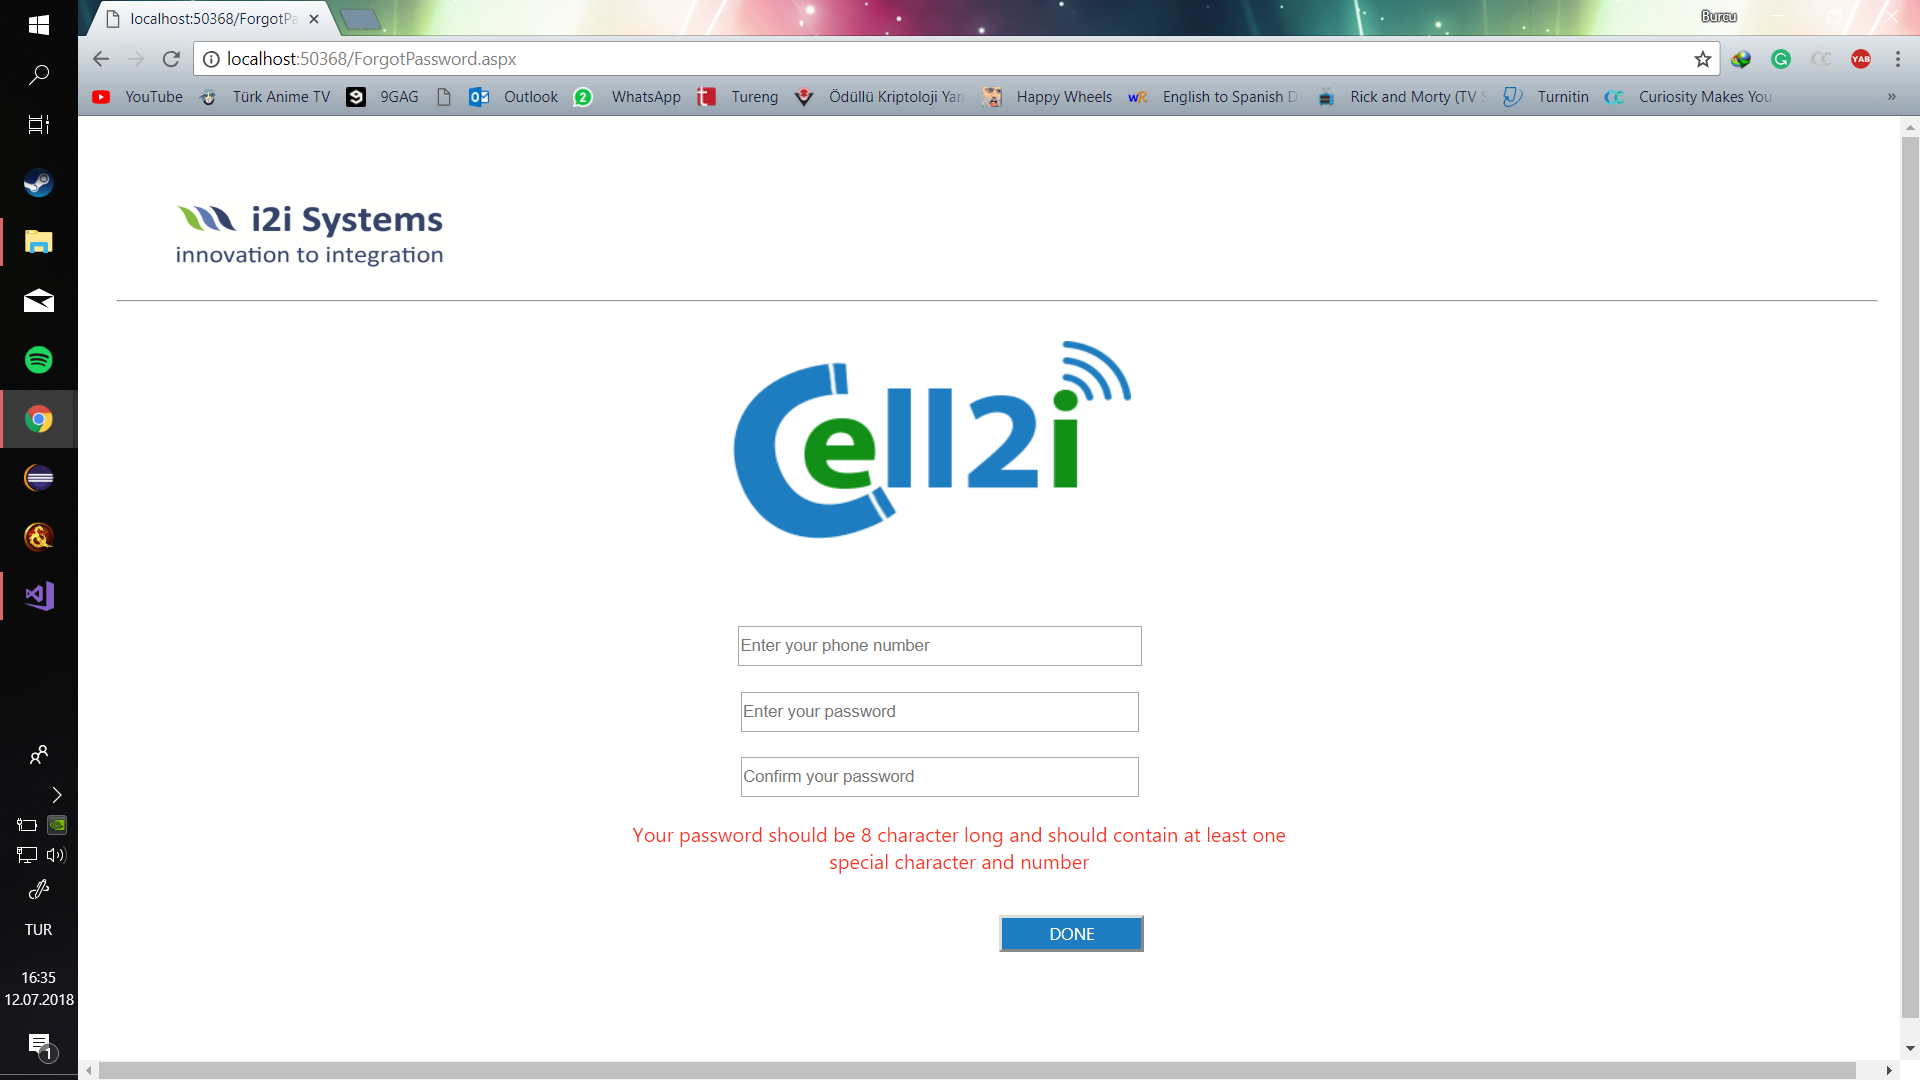 localhost:50368/ForgotPa
Burcu
localhost:50368/ForgotPassword.aspx
YouTube Türk Anime TV 9GAG Outlook 2 WhatsApp Tureng Ödüllü Kriptoloji Yarı Happy Wheels English to Spanish D Rick and Morty (TV S Turnitin Curiosity Makes You »
i2i Systems
innovation to integration
Cell2i
Enter your phone number
Enter your password
Confirm your password
Your password should be 8 character long and should contain at least one
special character and number
DONE
TUR
16:35
12.07.2018
1